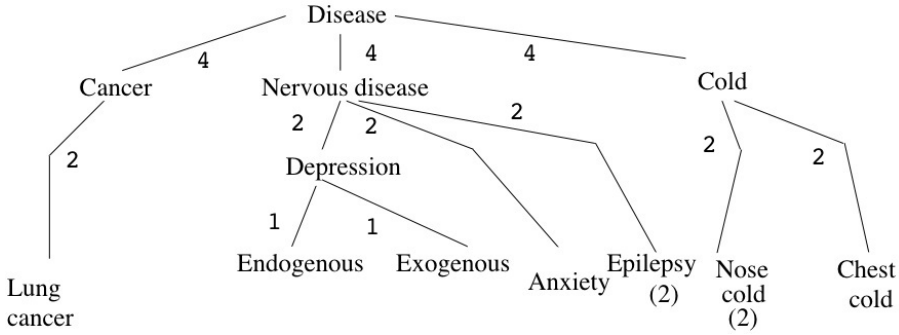 Disease
4
4
4
Cancer
Nervous disease
Cold
2
2
2
2
2
2
Depression
1
1
Endogenous
Exogenous
Anxiety
Epilepsy
(2)
Nose
cold
(2)
Chest
cold
Lung
cancer